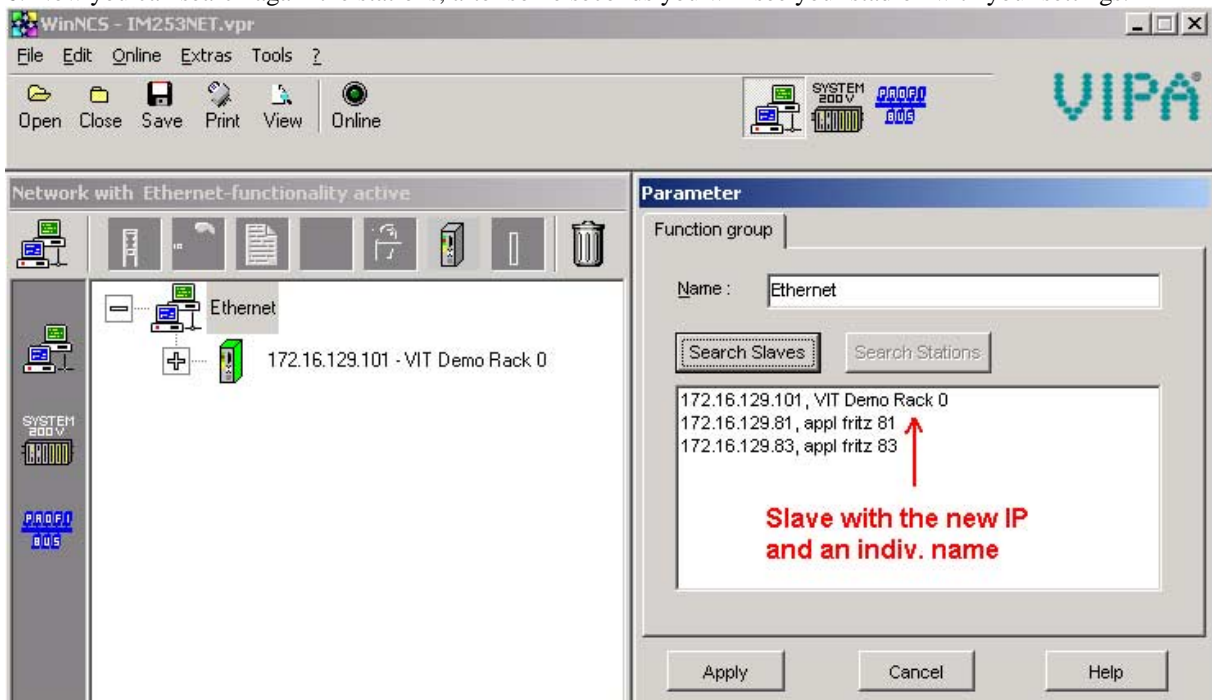 WinNCS - IM253NET.vpr
File Edit Online Extras Tools ?
Open Close Save Print View Online
SYSTEM 200V
PROFI BUS
VIPA
Network with Ethernet-functionality active
Parameter
Function group
Name : Ethernet
Ethernet
172.16.129.101 - VIT Demo Rack 0
Search Slaves Search Stations
172.16.129.101, VIT Demo Rack 0
172.16.129.81, appl fritz 81
172.16.129.83, appl fritz 83
SYSTEM 200V
PROFI BUS
Slave with the new IP
and an indiv. name
Apply Cancel Help